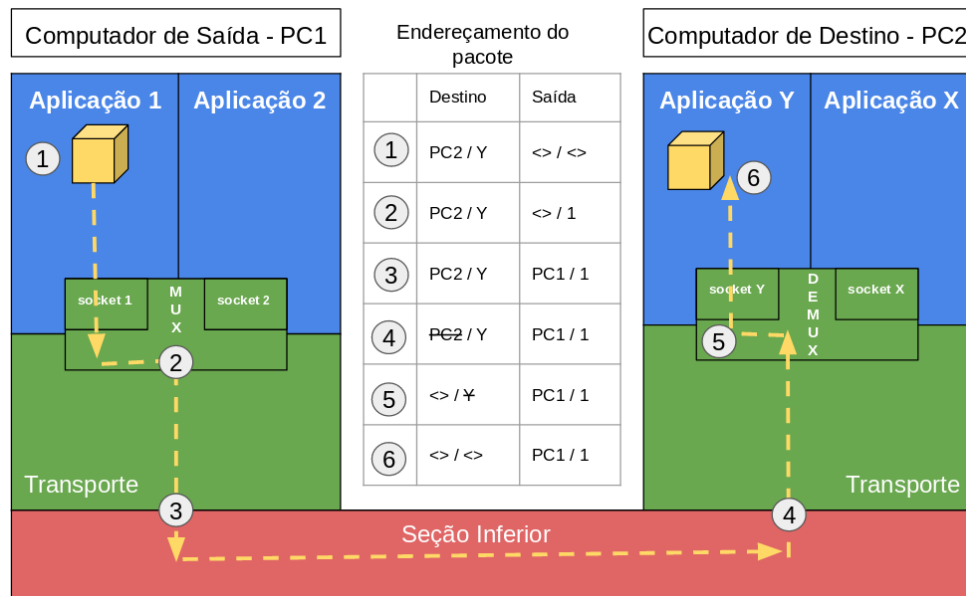 Computador de Saída - PC1
Endereçamento do
pacote
Computador de Destino - PC2
Aplicação 1
Aplicação 2
1
socket 1
M
U
X
socket 2
2
Transporte
3
Destino
Saída
1
PC2 / Y
<> / <>
2
PC2 / Y
<> / 1
3
PC2 / Y
PC1 / 1
4
PC2 / Y
PC1 / 1
5
<> / Y
PC1 / 1
6
<> / <>
PC1 / 1
Aplicação Y
Aplicação X
6
socket Y
D
E
M
U
X
socket X
5
Transporte
4
Seção Inferior